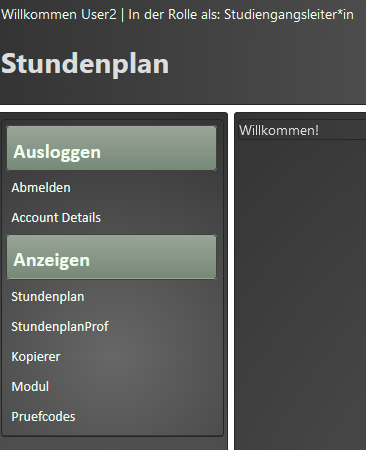 Willkommen User2 | In der Rolle als: Studiengangsleiter*in
Stundenplan
Ausloggen
Abmelden
Account Details
Anzeigen
Stundenplan
StundenplanProf
Kopierer
Modul
Pruefcodes
Willkommen!